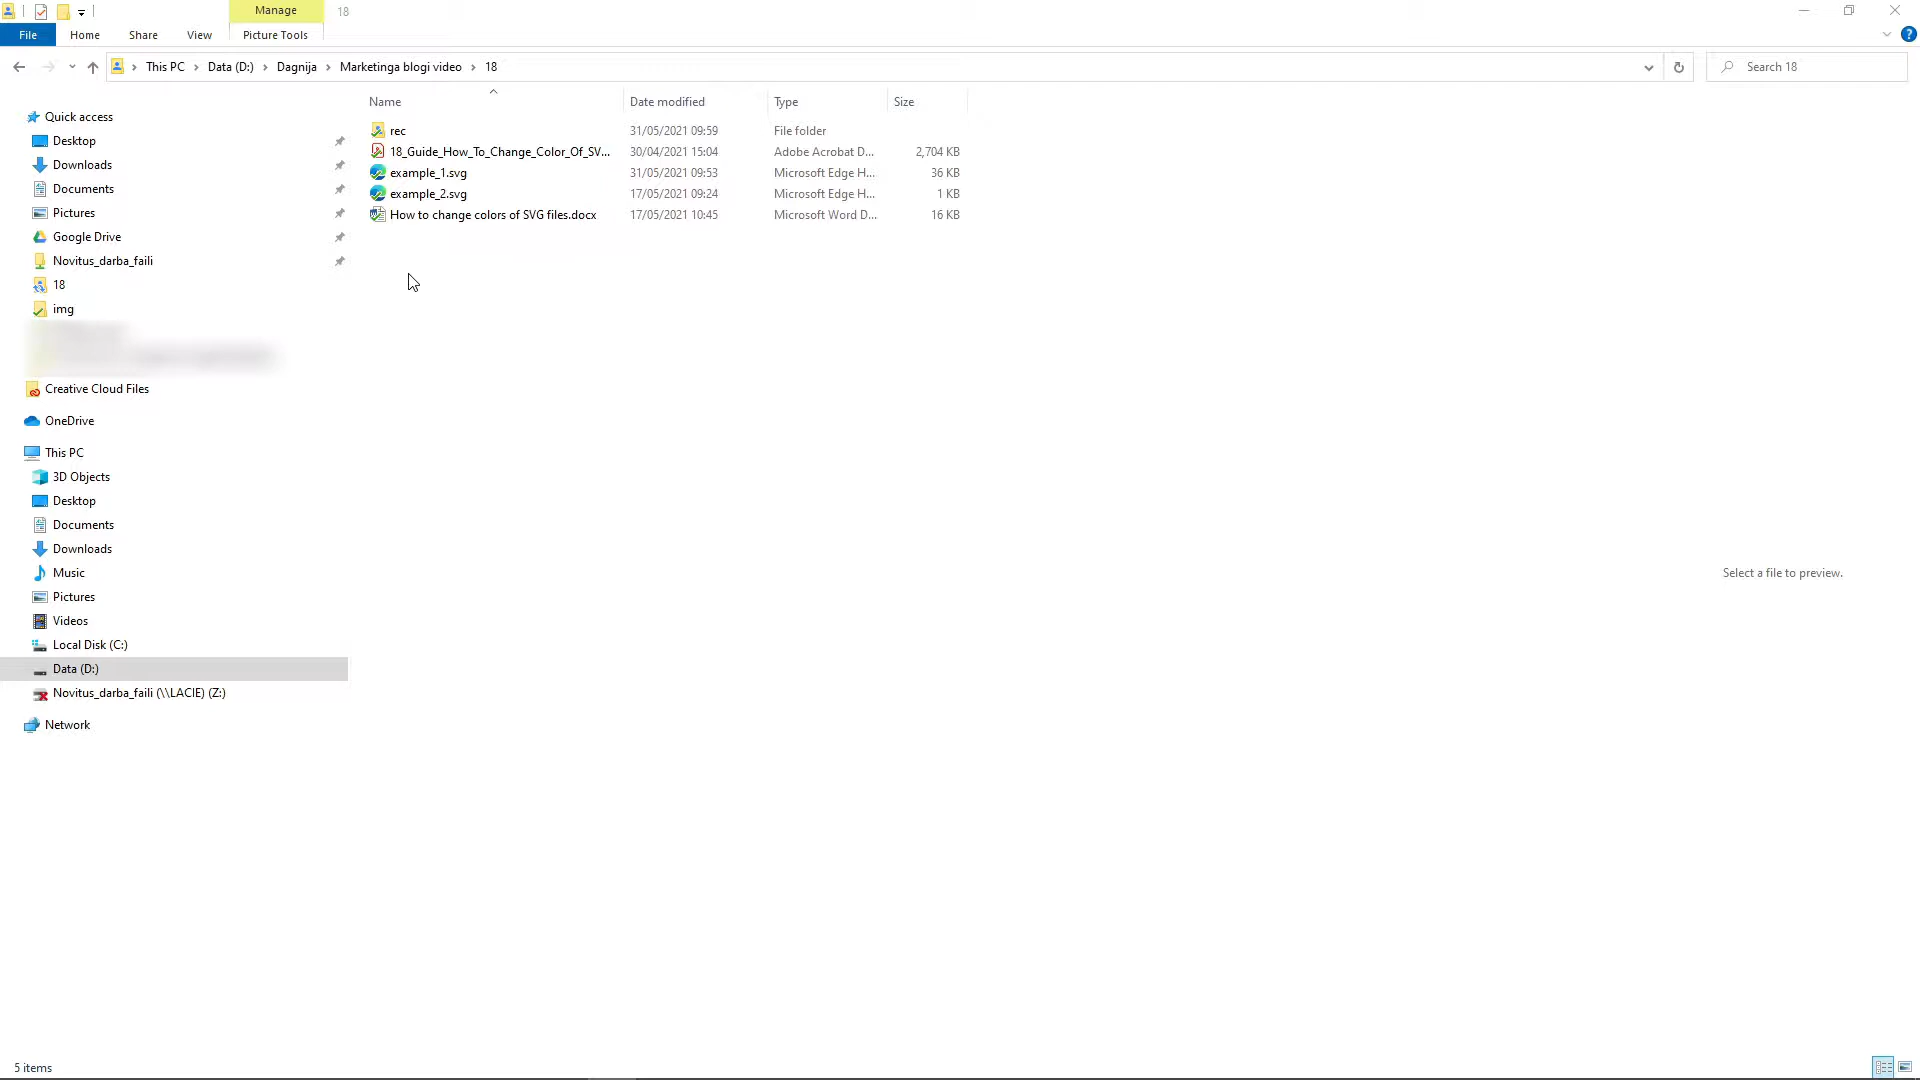 Manage 18
File Home Share View Picture Tools
This PC Data (D:) Dagnija Marketinga blogi video 18 Search 18
Name Date modified Type Size
rec 31/05/2021 09:59 File folder
18_Guide_How_To_Change_Color_Of_SV... 30/04/2021 15:04 Adobe Acrobat D... 2,704 KB
example_1.svg 31/05/2021 09:53 Microsoft Edge H... 36 KB
example_2.svg 17/05/2021 09:24 Microsoft Edge H... 1 KB
How to change colors of SVG files.docx 17/05/2021 10:45 Microsoft Word D... 16 KB
Quick access
Desktop
Downloads
Documents
Pictures
Google Drive
Novitus_darba_faili
18
img
Creative Cloud Files
OneDrive
This PC
3D Objects
Desktop
Documents
Downloads
Music
Pictures
Videos
Local Disk (C:)
Data (D:)
Novitus_darba_faili (\\LACIE) (Z:)
Network
Select a file to preview.
5 items